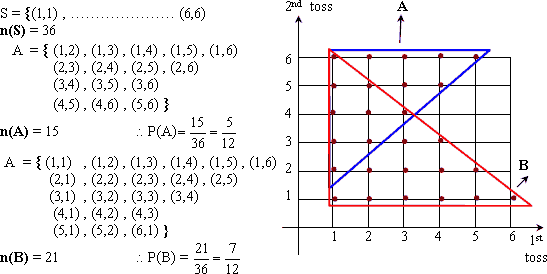 S = {(1,1) , ………………… (6,6)
n(S) = 36
A = { (1,2) , (1,3) , (1,4) , (1,5) , (1,6)
(2,3) , (2,4) , (2,5) , (2,6)
(3,4) , (3,5) , (3,6)
(4,5) , (4,6) , (5,6) }
n(A) = 15 ∴ P(A)= 15/36 = 5/12
A = { (1,1) , (1,2) , (1,3) , (1,4) , (1,5) , (1,6)
(2,1) , (2,2) , (2,3) , (2,4) , (2,5)
(3,1) , (3,2) , (3,3) , (3,4)
(4,1) , (4,2) , (4,3)
(5,1) , (5,2) , (6,1) }
n(B) = 21 ∴ P(B) = 21/36 = 7/12
2nd toss
A
6
5
4
3
2
1
B
1 2 3 4 5 6 1st
toss